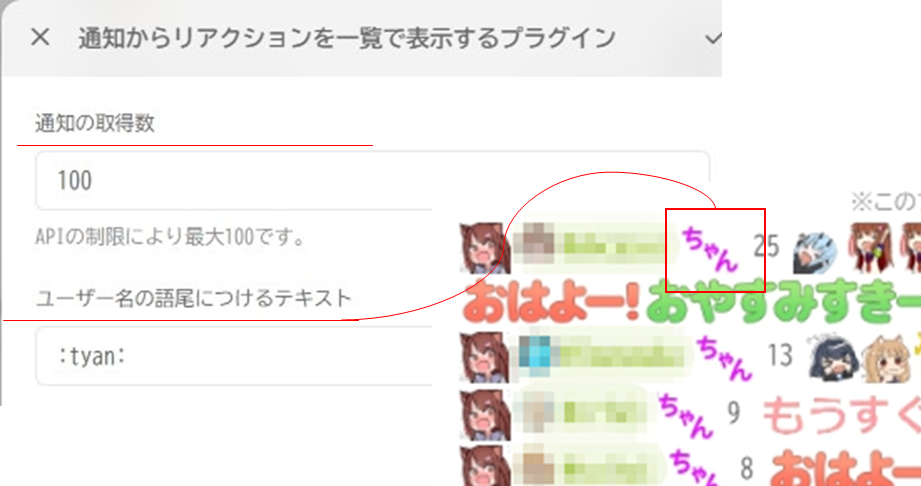 通知からリアクションを一覧で表示するプラグイン
通知の取得数
100
APIの制限により最大100です。
ユーザー名の語尾につけるテキスト
:tyan:
※この
ちゃん 25
おはよー! おやすみすきー
ちゃん 13
ちゃん 9 もうすぐ
ちゃん 8 おはよー